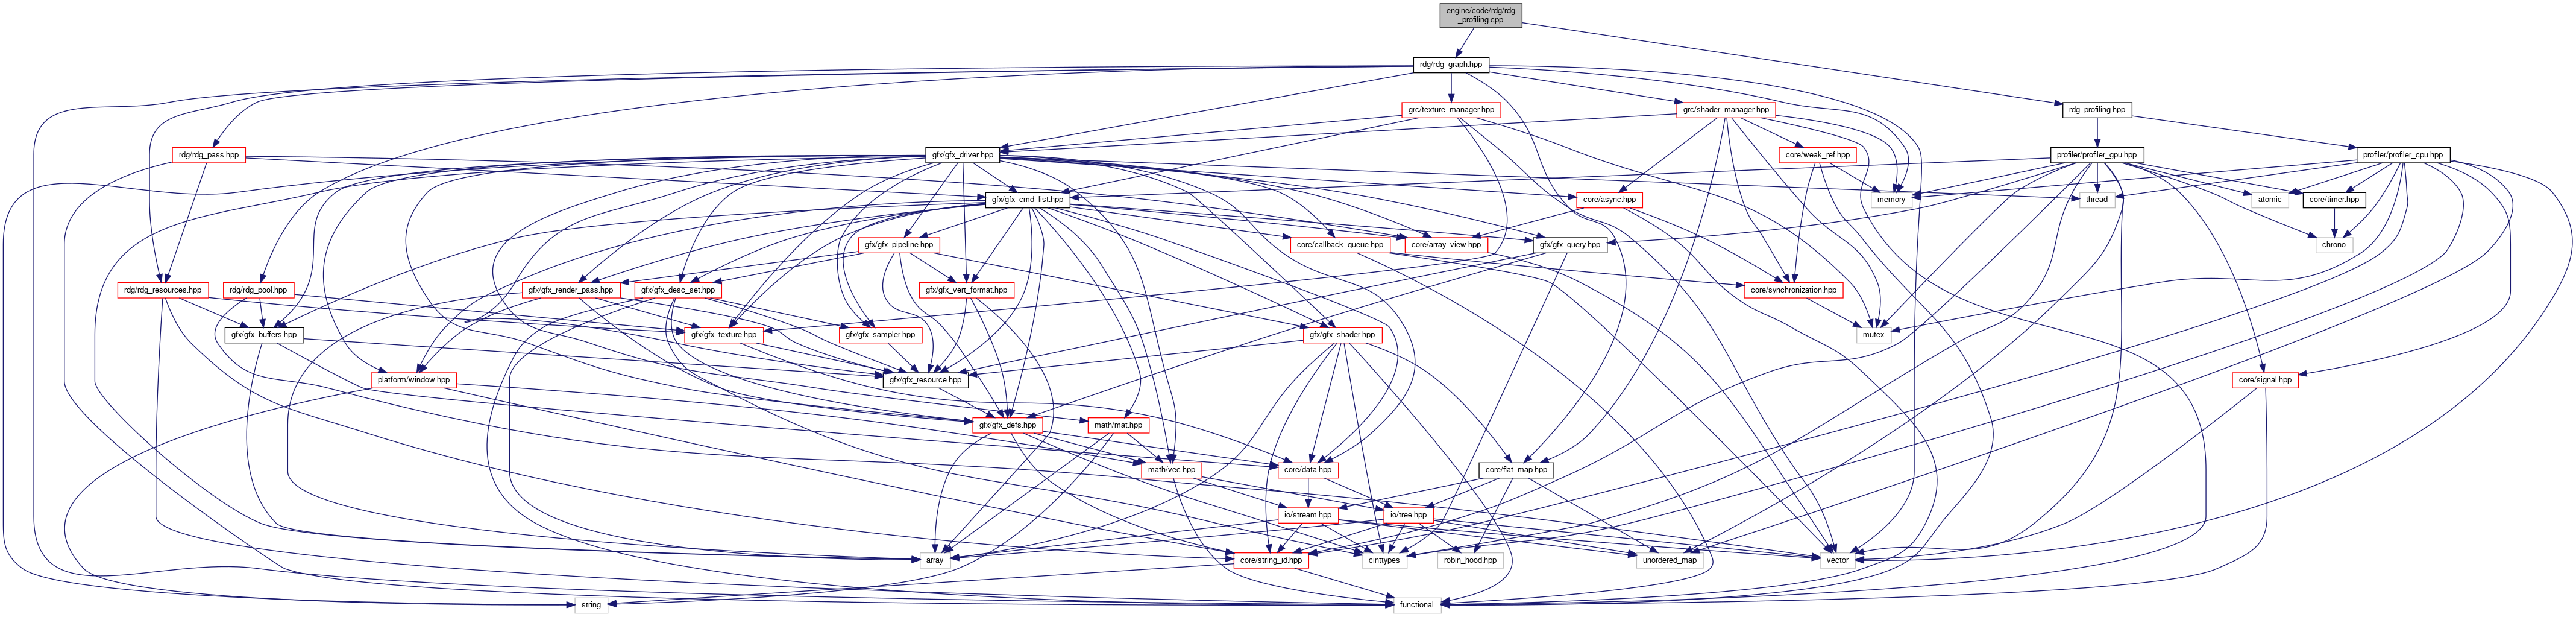 engine/code/rdg/rdg
_profiling.cpp
rdg/rdg_graph.hpp
grc/texture_manager.hpp
grc/shader_manager.hpp
rdg_profiling.hpp
rdg/rdg_pass.hpp
gfx/gfx_driver.hpp
core/weak_ref.hpp
profiler/profiler_gpu.hpp
profiler/profiler_cpu.hpp
gfx/gfx_cmd_list.hpp
core/async.hpp
memory
thread
atomic
core/timer.hpp
gfx/gfx_pipeline.hpp
core/callback_queue.hpp
core/array_view.hpp
gfx/gfx_query.hpp
chrono
rdg/rdg_resources.hpp
rdg/rdg_pool.hpp
gfx/gfx_render_pass.hpp
gfx/gfx_desc_set.hpp
gfx/gfx_vert_format.hpp
core/synchronization.hpp
gfx/gfx_buffers.hpp
gfx/gfx_texture.hpp
gfx/gfx_sampler.hpp
gfx/gfx_shader.hpp
mutex
platform/window.hpp
gfx/gfx_resource.hpp
core/signal.hpp
gfx/gfx_defs.hpp
math/mat.hpp
math/vec.hpp
core/data.hpp
core/flat_map.hpp
io/stream.hpp
io/tree.hpp
array
core/string_id.hpp
cinttypes
robin_hood.hpp
unordered_map
vector
string
functional